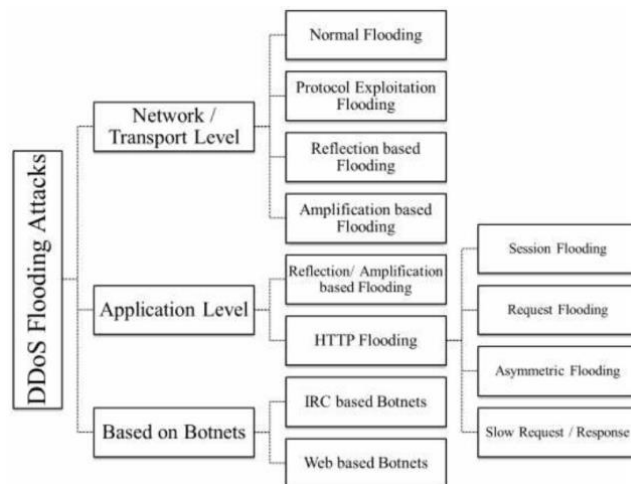 DDoS Flooding Attacks
Network /
Transport Level
Normal Flooding
Protocol Exploitation
Flooding
Reflection based
Flooding
Amplification based
Flooding
Application Level
Reflection/ Amplification
based Flooding
HTTP Flooding
Session Flooding
Request Flooding
Asymmetric Flooding
Slow Request / Response
Based on Botnets
IRC based Botnets
Web based Botnets